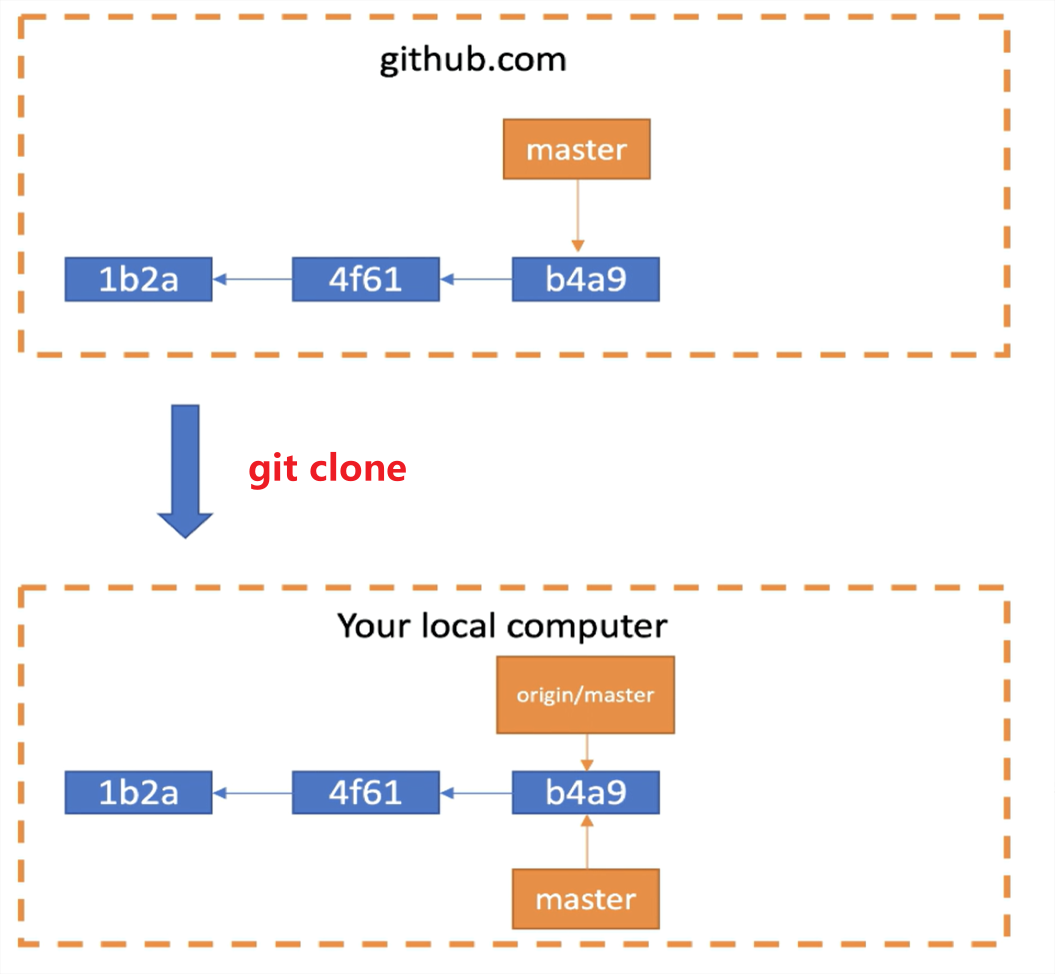 github.com
master
1b2a
4f61
b4a9
git clone
Your local computer
origin/master
1b2a
4f61
b4a9
master